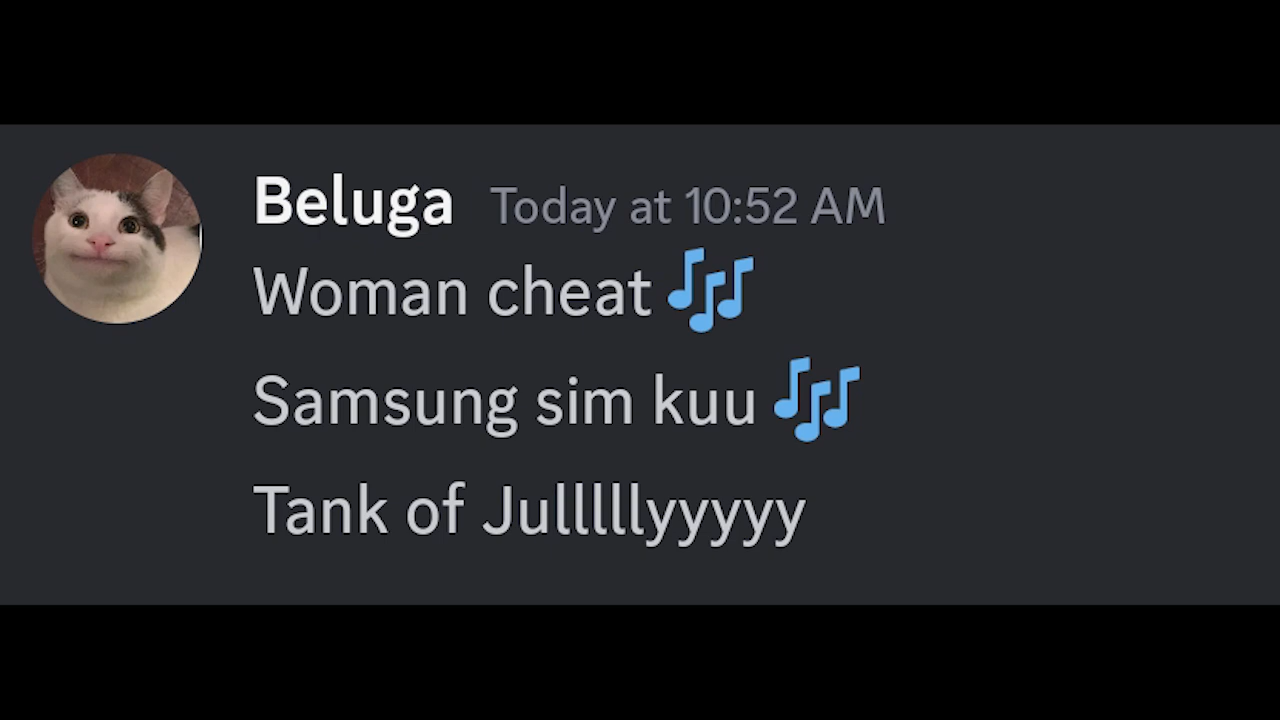 Beluga Today at 10:52 AM
Woman cheat 🎶
Samsung sim kuu 🎶
Tank of Julllllyyyyy